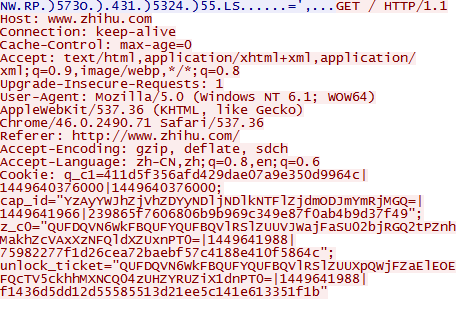 NW.RP.)5730.).431.)5324.)55.LS......=',...GET / HTTP/1.1
Host: www.zhihu.com
Connection: keep-alive
Cache-Control: max-age=0
Accept: text/html,application/xhtml+xml,application/
xml;q=0.9,image/webp,*/*;q=0.8
Upgrade-Insecure-Requests: 1
User-Agent: Mozilla/5.0 (Windows NT 6.1; WOW64)
AppleWebKit/537.36 (KHTML, like Gecko)
Chrome/46.0.2490.71 Safari/537.36
Referer: http://www.zhihu.com/
Accept-Encoding: gzip, deflate, sdch
Accept-Language: zh-CN,zh;q=0.8,en;q=0.6
Cookie: q_c1=411d5f356afd429dae07a9e350d9964c|
1449640376000|1449640376000;
cap_id="YzAyYWJhZjVhZDYyNDljNDlkNTFlZjdmODJmYmRjMGQ=|
1449641966|239865f7606806b9b969c349e87f0ab4b9d37f49";
z_c0="QUFDQVN6WkFBQUFYQUFBQVlRSlZUUVJWajFaSU02bjRGQ2tPZnh
MakhZcVAxXzNFQldXZUxnPT0=|1449641988|
75982277f1d26cea72baebf57c4188e410f5864c";
unlock_ticket="QUFDQVN6WkFBQUFYQUFBQVlRSlZUUXpQWjFZaElEOE
FQcTV5ckhhMXNCQ04zUHZYRUZiX1dnPT0=|1449641988|
f1436d5dd12d55585513d21ee5c141e613351f1b"